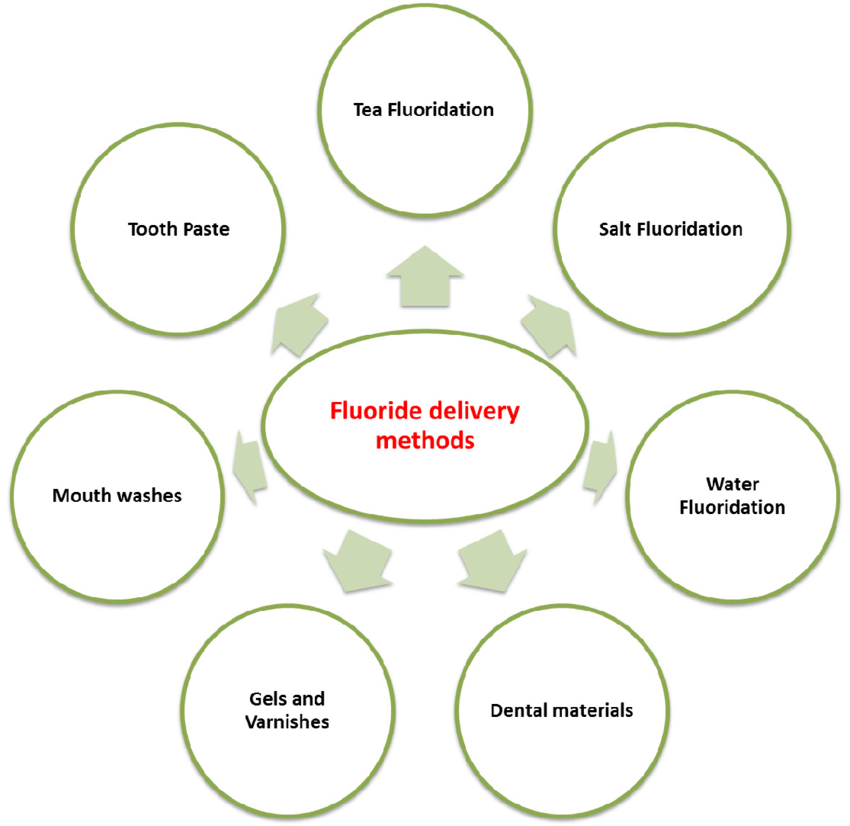 Tea Fluoridation
Tooth Paste
Salt Fluoridation
Fluoride delivery
methods
Mouth washes
Water
Fluoridation
Gels and
Varnishes
Dental materials